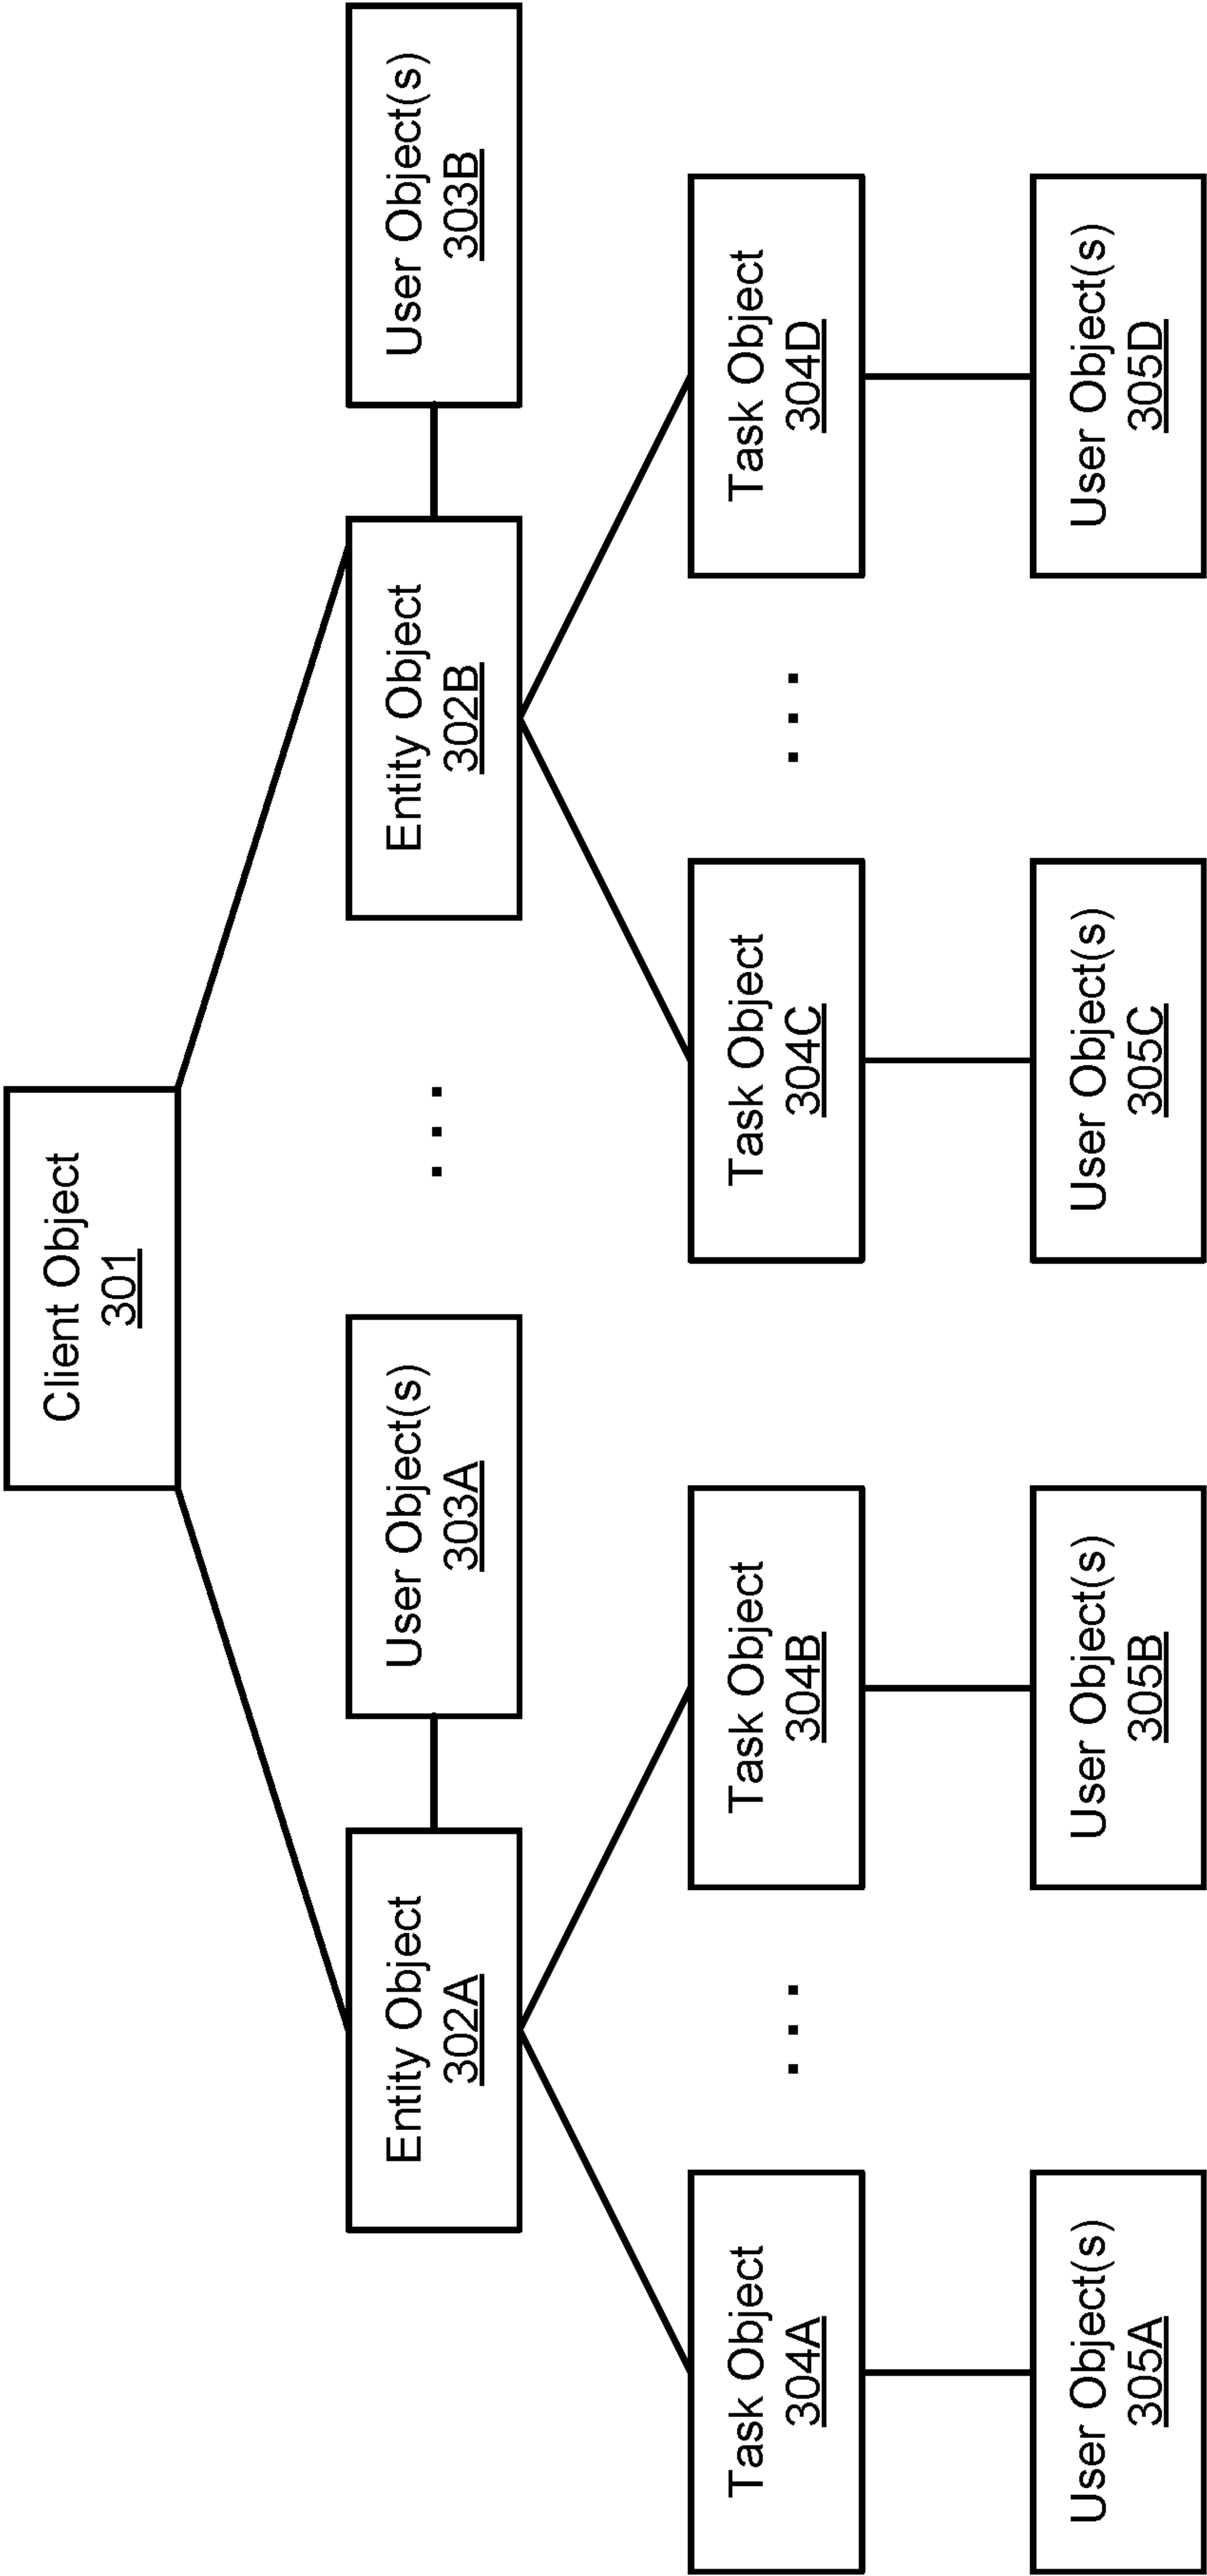 Client Object
301
Entity Object
302A
User Object(s)
303A
. . .
Entity Object
302B
User Object(s)
303B
Task Object
304A
. . .
Task Object
304B
Task Object
304C
. . .
Task Object
304D
User Object(s)
305A
User Object(s)
305B
User Object(s)
305C
User Object(s)
305D